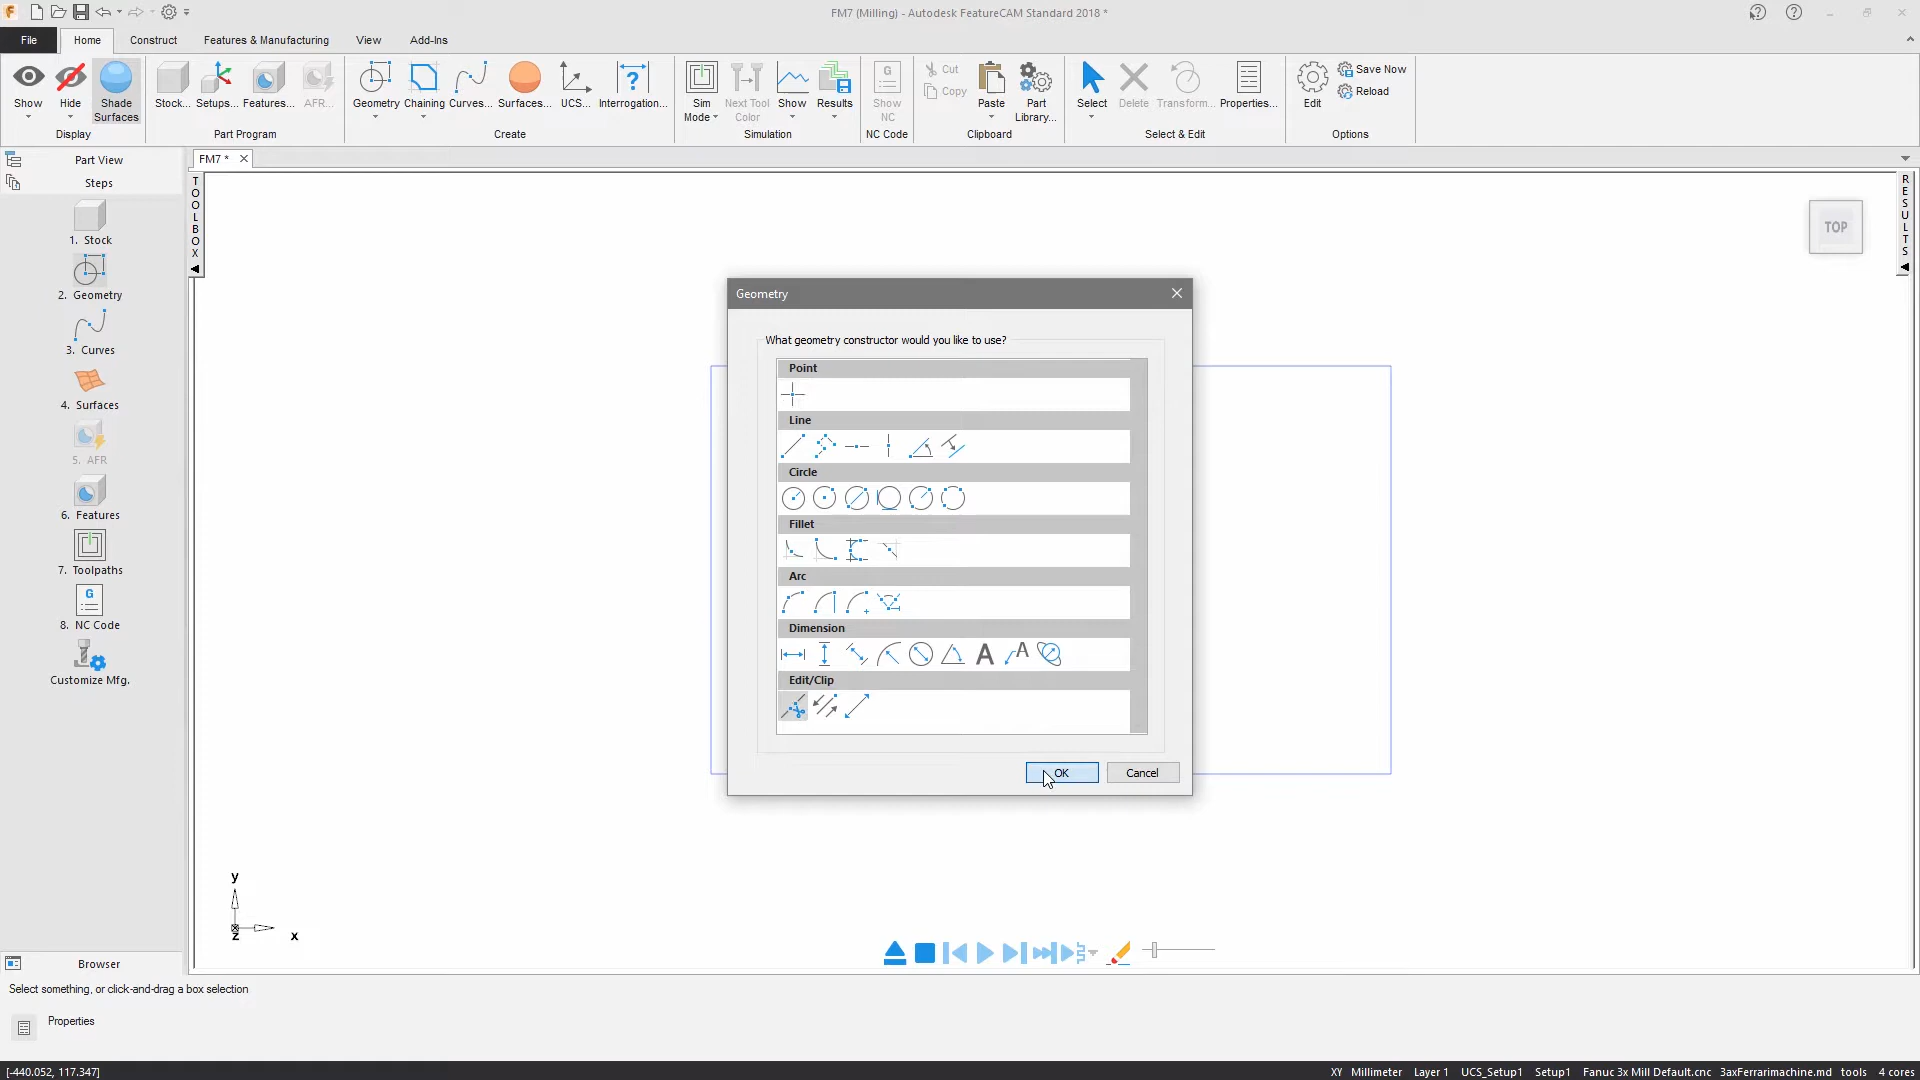 FM7 (Milling) - Autodesk FeatureCAM Standard 2018 *
File Home Construct Features & Manufacturing View Add-Ins
Show Hide Shade Surfaces Stock... Setups... Features... AFR... Geometry Chaining Curves... Surfaces... UCS... Interrogation... Sim Mode Next Tool Color Show Results Show NC Cut Copy Paste Part Library... Select Delete Transform... Properties... Edit Save Now Reload
Display Part Program Create Simulation NC Code Clipboard Select & Edit Options
Part View
Steps
FM7 *
TOOLBOX
RESULTS
TOP
1. Stock
2. Geometry
3. Curves
4. Surfaces
5. AFR
6. Features
7. Toolpaths
G
8. NC Code
Customize Mfg.
Geometry
What geometry constructor would you like to use?
Point
Line
Circle
Fillet
Arc
Dimension
A A
Edit/Clip
OK Cancel
y
z x
Browser
Select something, or click-and-drag a box selection
Properties
[-440.052, 117.347]
XY Millimeter Layer 1 UCS_Setup1 Setup1 Fanuc 3x Mill Default.cnc 3axFerrarimachine.md tools 4 cores